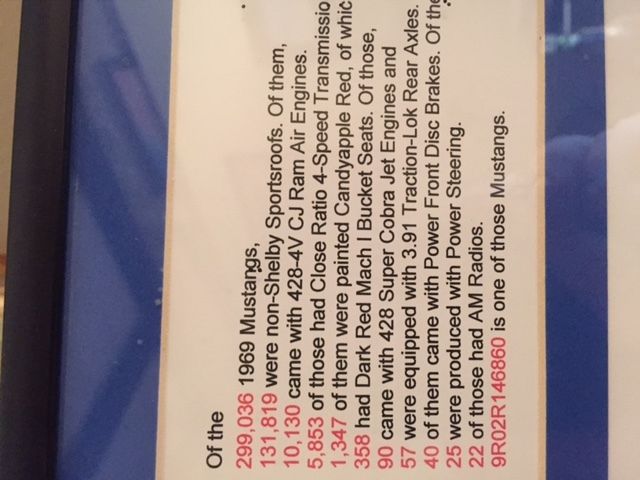 Of the
299,036 1969 Mustangs,
131,819 were non-Shelby Sportsroofs. Of them,
10,130 came with 428-4V CJ Ram Air Engines.
5,853 of those had Close Ratio 4-Speed Transmissio
1,347 of them were painted Candyapple Red, of whic
358 had Dark Red Mach I Bucket Seats. Of those,
90 came with 428 Super Cobra Jet Engines and
57 were equipped with 3.91 Traction-Lok Rear Axles.
40 of them came with Power Front Disc Brakes. Of the
25 were produced with Power Steering.
22 of those had AM Radios.
9R02R146860 is one of those Mustangs.